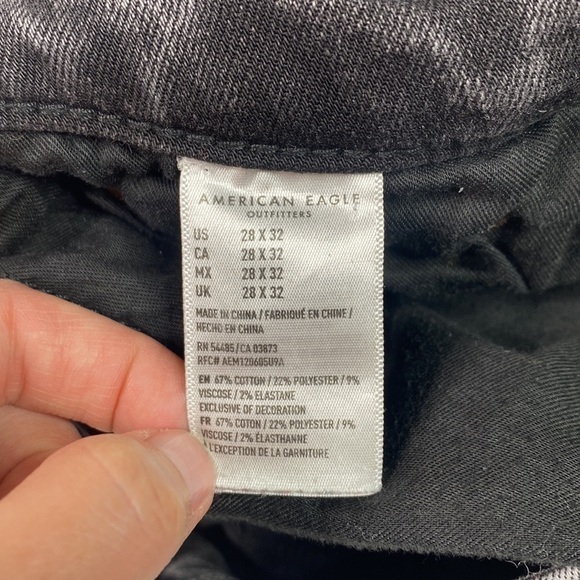 AMERICAN EAGLE
OUTFITTERS
US 28 X 32
CA 28 X 32
MX 28 X 32
UK 28 X 32
MADE IN CHINA / FABRIQUÉ EN CHINE /
HECHO EN CHINA
RN 54485/CA 03873
RFC# AEM120605U9A
EN 67% COTTON / 22% POLYESTER / 9%
VISCOSE / 2% ELASTANE
EXCLUSIVE OF DECORATION
FR 67% COTON / 22% POLYESTER / 9%
VISCOSE / 2% ÉLASTHANNE
À L'EXCEPTION DE LA GARNITURE